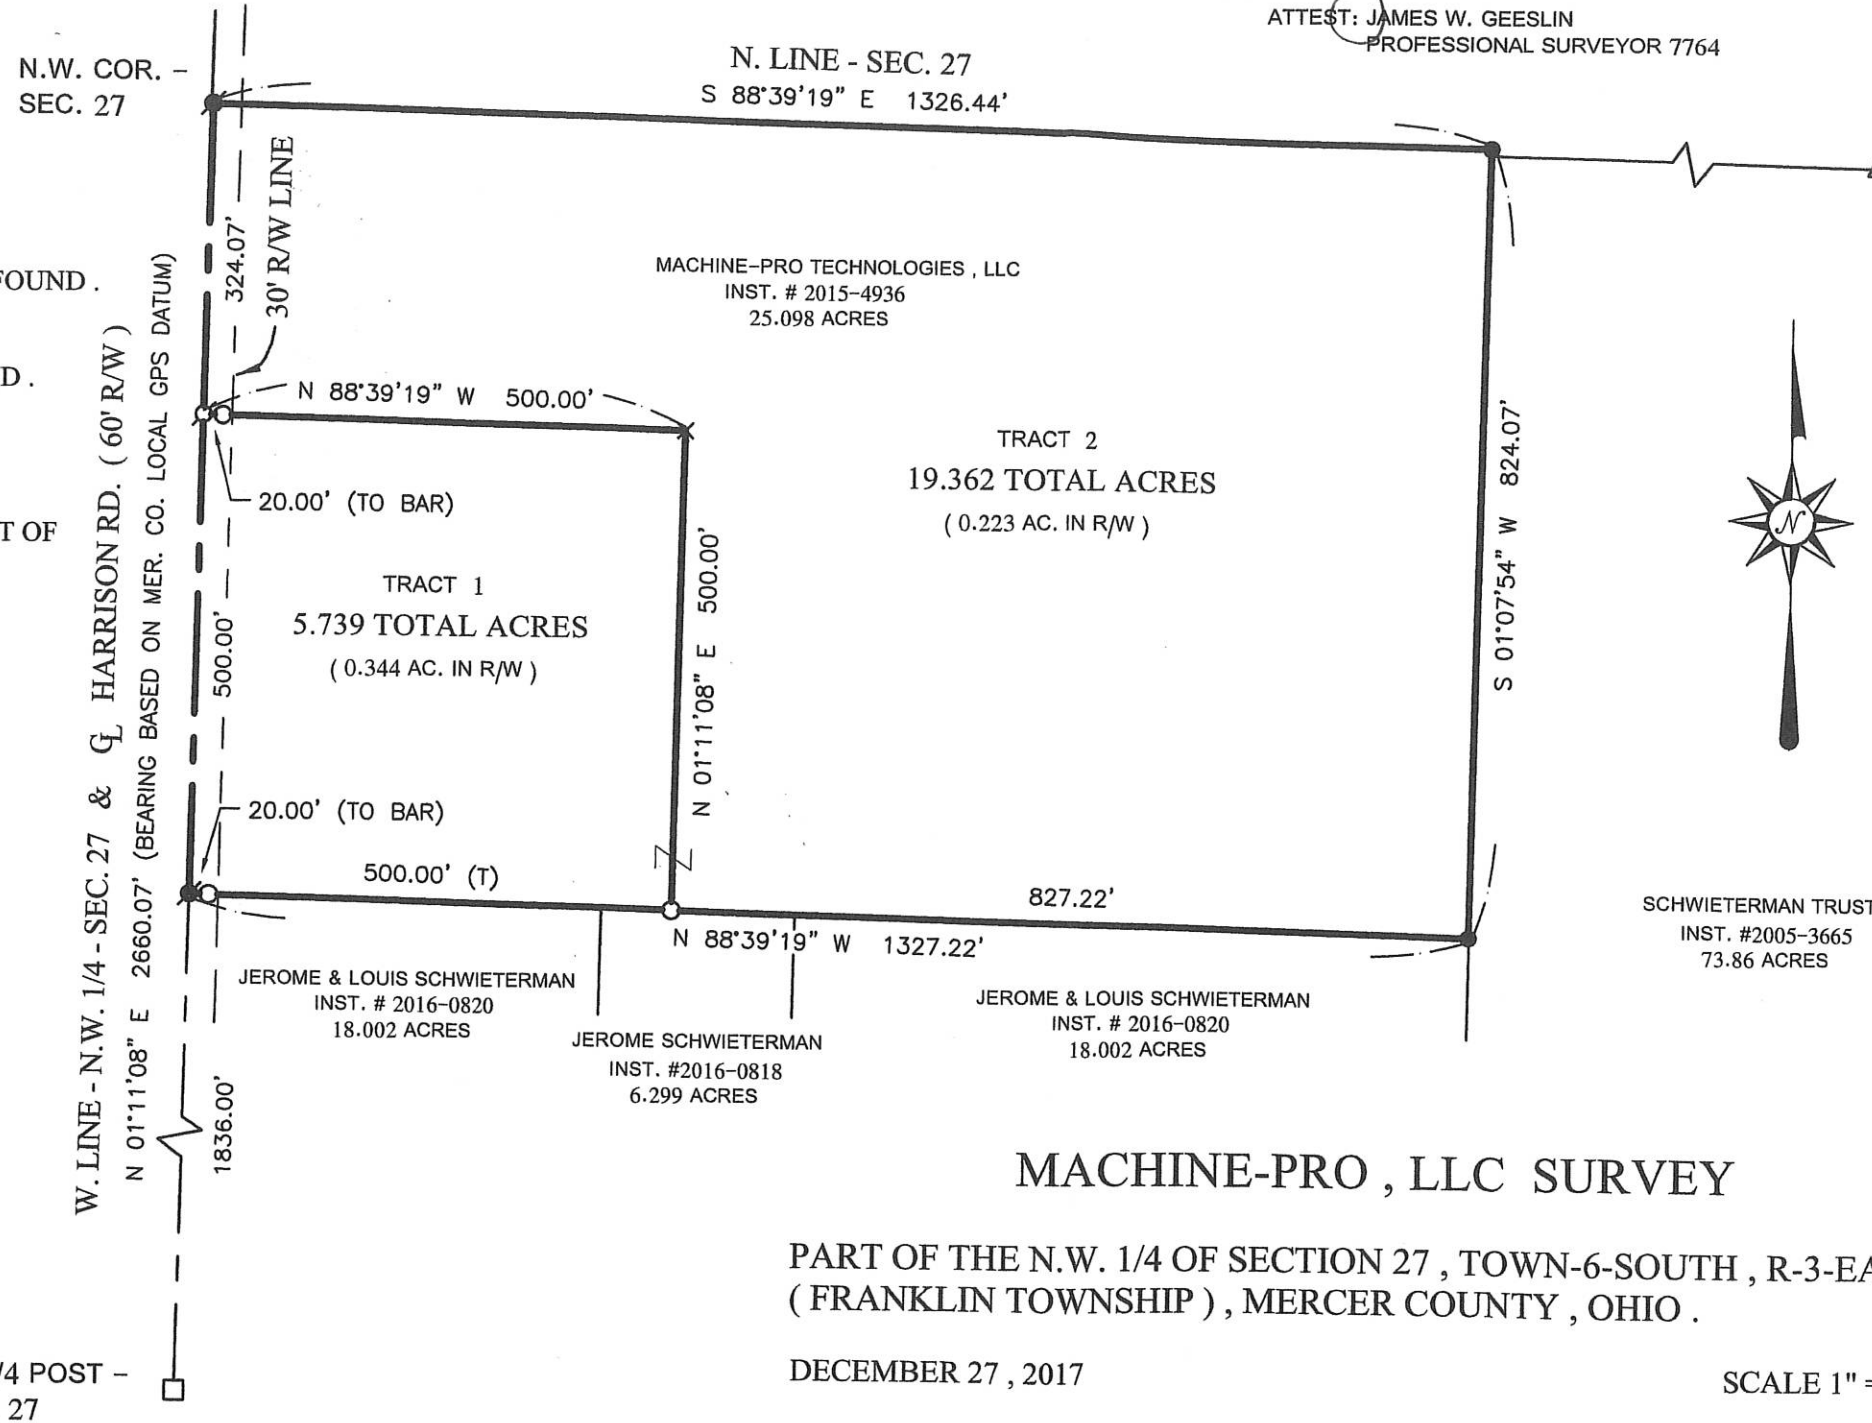 ATTEST: JAMES W. GEESLIN
PROFESSIONAL SURVEYOR 7764
N.W. COR. -
SEC. 27
N. LINE - SEC. 27
S 88°39'19" E 1326.44'
324.07'
30' R/W LINE
FOUND .
D .
T OF
MACHINE-PRO TECHNOLOGIES , LLC
INST. # 2015-4936
25.098 ACRES
N 88°39'19" W 500.00'
20.00' (TO BAR)
TRACT 2
19.362 TOTAL ACRES
( 0.223 AC. IN R/W )
S 01°07'54" W 824.07'
N
TRACT 1
5.739 TOTAL ACRES
( 0.344 AC. IN R/W )
500.00'
N 01°11'08" E 500.00'
W. LINE - N.W. 1/4 - SEC. 27 & ℄ HARRISON RD. ( 60' R/W )
N 01°11'08" E 2660.07' (BEARING BASED ON MER. CO. LOCAL GPS DATUM)
20.00' (TO BAR)
500.00' (T)
827.22'
N 88°39'19" W 1327.22'
SCHWIETERMAN TRUST
INST. #2005-3665
73.86 ACRES
JEROME & LOUIS SCHWIETERMAN
INST. # 2016-0820
18.002 ACRES
JEROME SCHWIETERMAN
INST. #2016-0818
6.299 ACRES
JEROME & LOUIS SCHWIETERMAN
INST. # 2016-0820
18.002 ACRES
1836.00'
MACHINE-PRO , LLC SURVEY
PART OF THE N.W. 1/4 OF SECTION 27 , TOWN-6-SOUTH , R-3-EA
( FRANKLIN TOWNSHIP ) , MERCER COUNTY , OHIO .
DECEMBER 27 , 2017
SCALE 1" =
/4 POST -
27